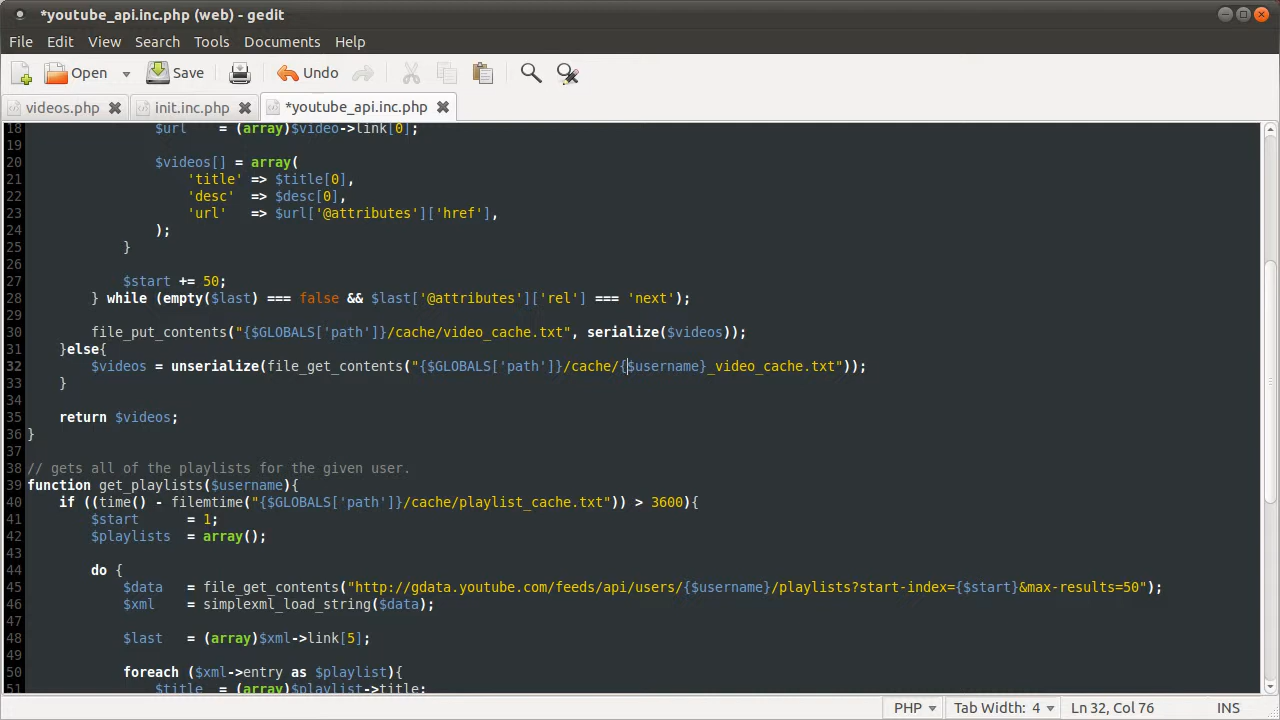 *youtube_api.inc.php (web) - gedit
File Edit View Search Tools Documents Help
Open Save Undo
videos.php init.inc.php *youtube_api.inc.php
18 $url = (array)$video->link[0];
19
20 $videos[] = array(
21 'title' => $title[0],
22 'desc' => $desc[0],
23 'url' => $url['@attributes']['href'],
24 );
25 }
26
27 $start += 50;
28 } while (empty($last) === false && $last['@attributes']['rel'] === 'next');
29
30 file_put_contents("{$GLOBALS['path']}/cache/video_cache.txt", serialize($videos));
31 }else{
32 $videos = unserialize(file_get_contents("{$GLOBALS['path']}/cache/{$username}_video_cache.txt"));
33 }
34
35 return $videos;
36 }
37
38 // gets all of the playlists for the given user.
39 function get_playlists($username){
40 if ((time() - filemtime("{$GLOBALS['path']}/cache/playlist_cache.txt")) > 3600){
41 $start = 1;
42 $playlists = array();
43
44 do {
45 $data = file_get_contents("http://gdata.youtube.com/feeds/api/users/{$username}/playlists?start-index={$start}&max-results=50");
46 $xml = simplexml_load_string($data);
47
48 $last = (array)$xml->link[5];
49
50 foreach ($xml->entry as $playlist){
51 $title = (array)$playlist->title;
PHP Tab Width: 4 Ln 32, Col 76 INS